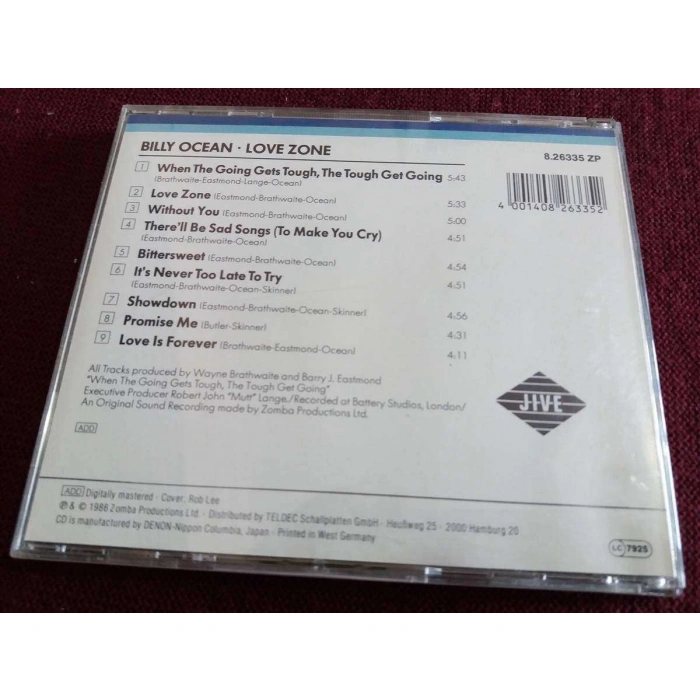 BILLY OCEAN · LOVE ZONE
8.26335 ZP
1 When The Going Gets Tough, The Tough Get Going 5:43
(Brathwaite-Eastmond-Lange-Ocean)
2 Love Zone (Eastmond-Brathwaite-Ocean) 5:33
3 Without You (Eastmond-Brathwaite-Ocean) 5:00
4 There'll Be Sad Songs (To Make You Cry) 4:51
(Eastmond-Brathwaite-Ocean)
5 Bittersweet (Eastmond-Brathwaite-Ocean) 4:54
6 It's Never Too Late To Try 4:51
(Eastmond-Brathwaite-Ocean-Skinner)
7 Showdown (Eastmond-Brathwaite-Ocean-Skinner) 4:56
8 Promise Me (Butler-Skinner) 4:31
9 Love Is Forever (Brathwaite-Eastmond-Ocean) 4:11
4 001408 263352
All Tracks produced by Wayne Brathwaite and Barry J. Eastmond
"When The Going Gets Tough, The Tough Get Going"
Executive Producer Robert John "Mutt" Lange./Recorded at Battery Studios, London/
An Original Sound Recording made by Zomba Productions Ltd.
ADD
JIVE
ADD Digitally mastered · Cover: Rob Lee
℗ & © 1986 Zomba Productions Ltd · Distributed by TELDEC Schallplatten GmbH · Heußweg 25 · 2000 Hamburg 20
CD is manufactured by DENON-Nippon Columbia, Japan · Printed in West Germany
LC 7925